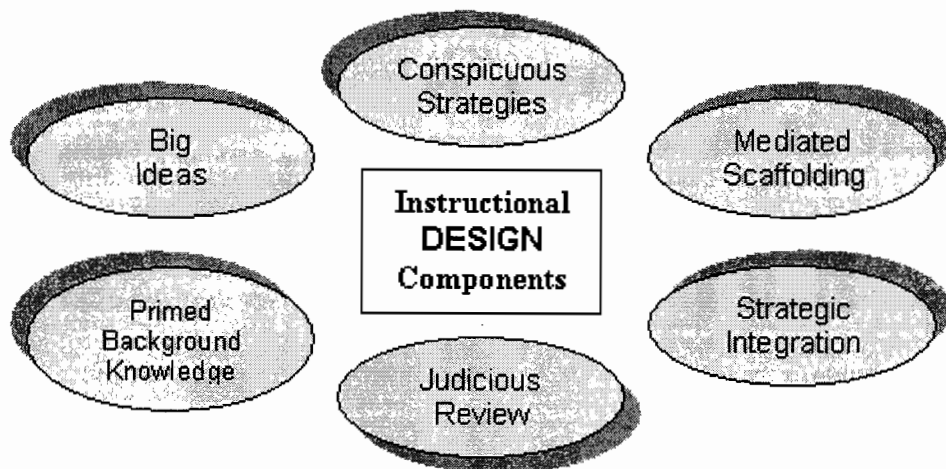 Conspicuous
Strategies
Big
Ideas
Mediated
Scaffolding
Instructional
DESIGN
Components
Primed
Background
Knowledge
Strategic
Integration
Judicious
Review